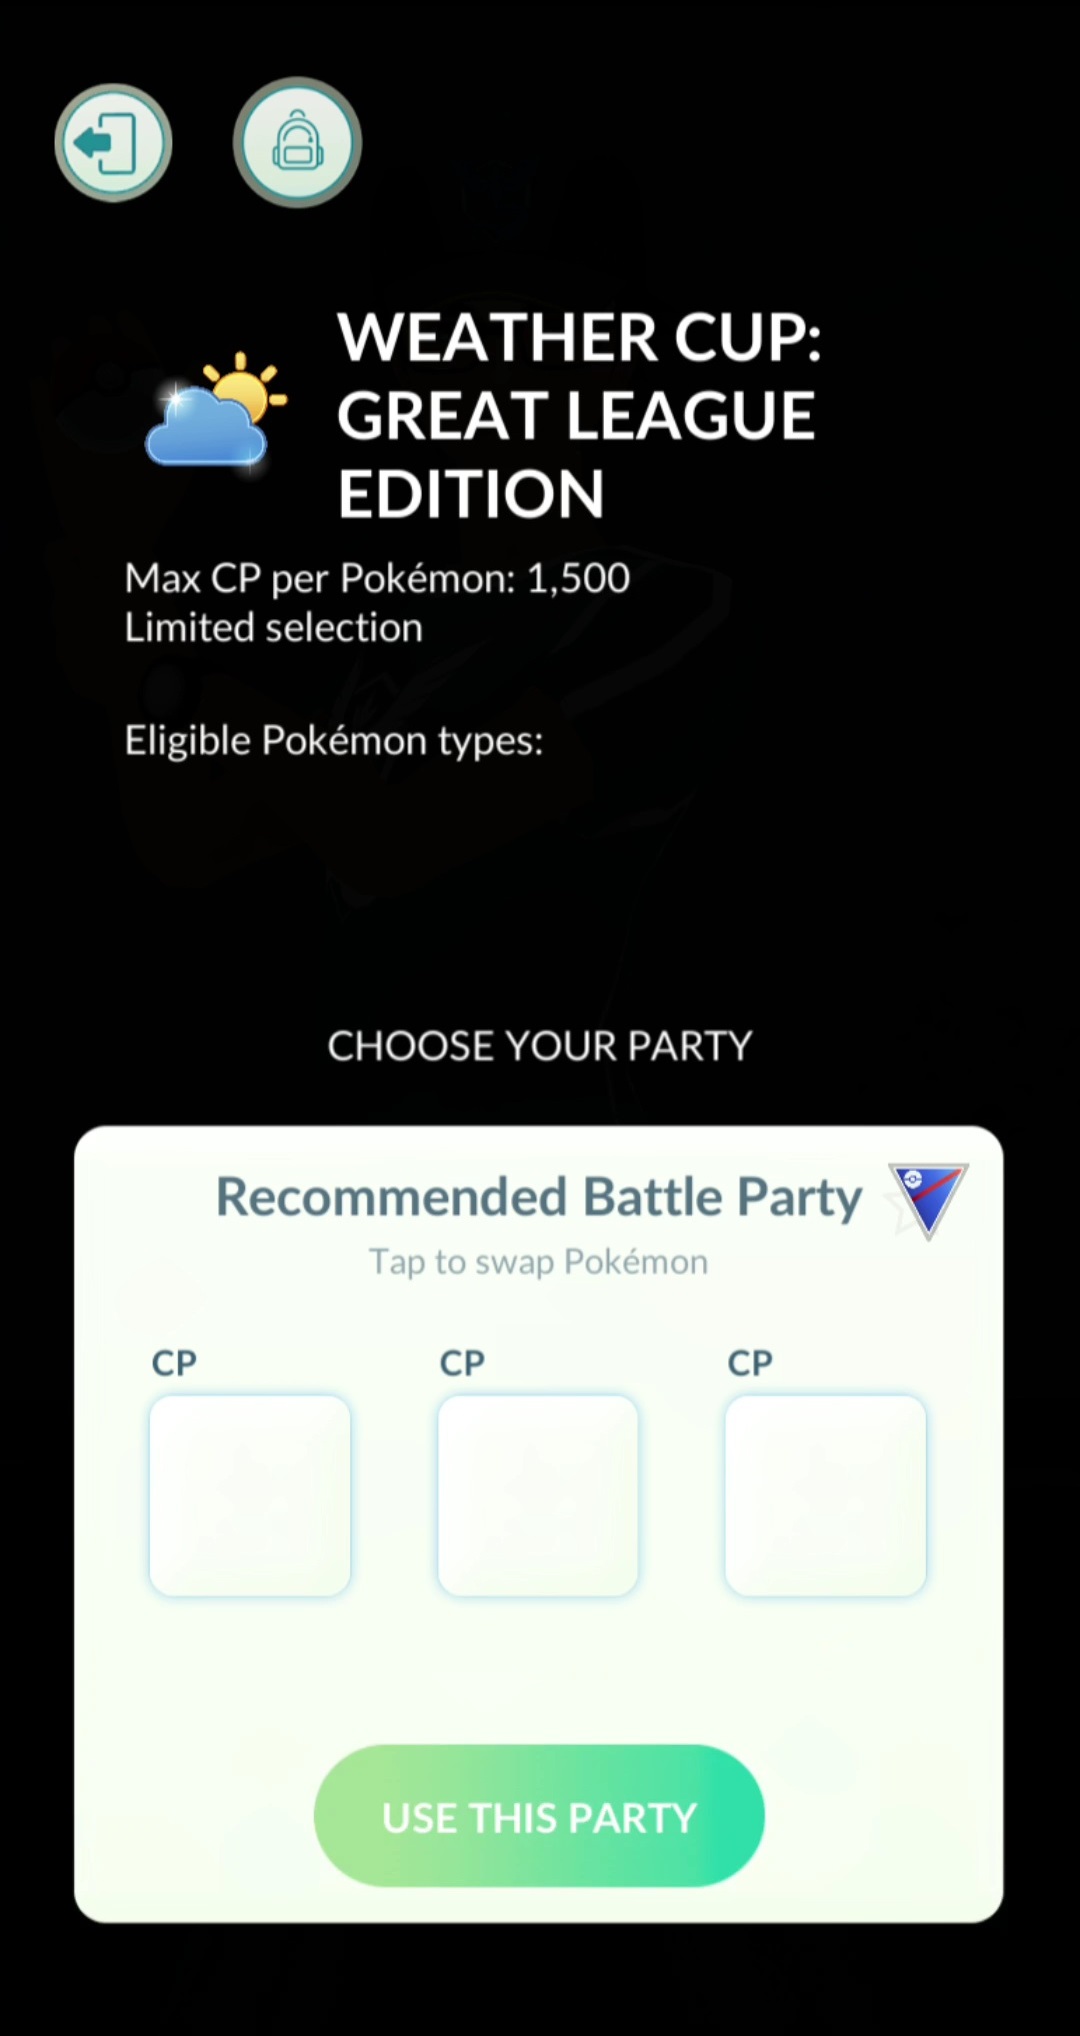 WEATHER CUP:
GREAT LEAGUE
EDITION
Max CP per Pokémon: 1,500
Limited selection
Eligible Pokémon types:
CHOOSE YOUR PARTY
Recommended Battle Party
Tap to swap Pokémon
CP CP CP
USE THIS PARTY